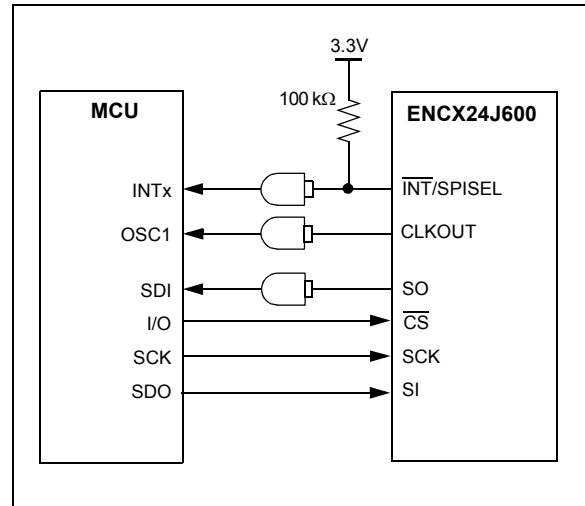 3.3V
100 kΩ
MCU
ENCX24J600
INTx
INT/SPISEL
OSC1
CLKOUT
SDI
SO
I/O
CS
SCK
SCK
SDO
SI